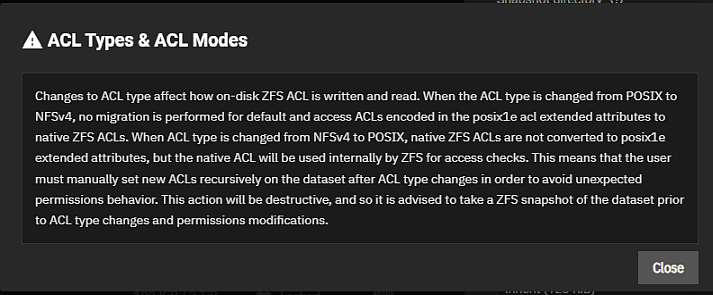 Snapshot directory
ACL Types & ACL Modes
Changes to ACL type affect how on-disk ZFS ACL is written and read. When the ACL type is changed from POSIX to
NFSv4, no migration is performed for default and access ACLs encoded in the posix1e acl extended attributes to
native ZFS ACLs. When ACL type is changed from NFSv4 to POSIX, native ZFS ACLs are not converted to posix1e
extended attributes, but the native ACL will be used internally by ZFS for access checks. This means that the user
must manually set new ACLs recursively on the dataset after ACL type changes in order to avoid unexpected
permissions behavior. This action will be destructive, and so it is advised to take a ZFS snapshot of the dataset prior
to ACL type changes and permissions modifications.
Close